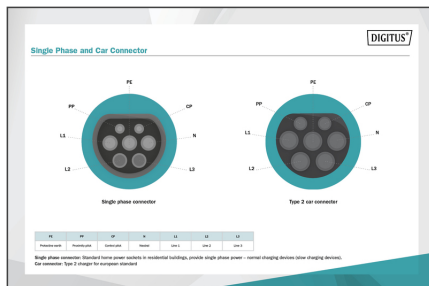 DIGITUS®
Single Phase and Car Connector
PE
PP
CP
L1
N
L2
L3
Single phase connector
PE
PP
CP
L1
N
L2
L3
Type 2 car connector
PE PP CP N L1 L2 L3
Protective earth Proximity pilot Control pilot Neutral Line 1 Line 2 Line 3
Single phase connector: Standard home power sockets in residential buildings, provide single phase power – normal charging devices (slow charging devices).
Car connector: Type 2 charger for european standard